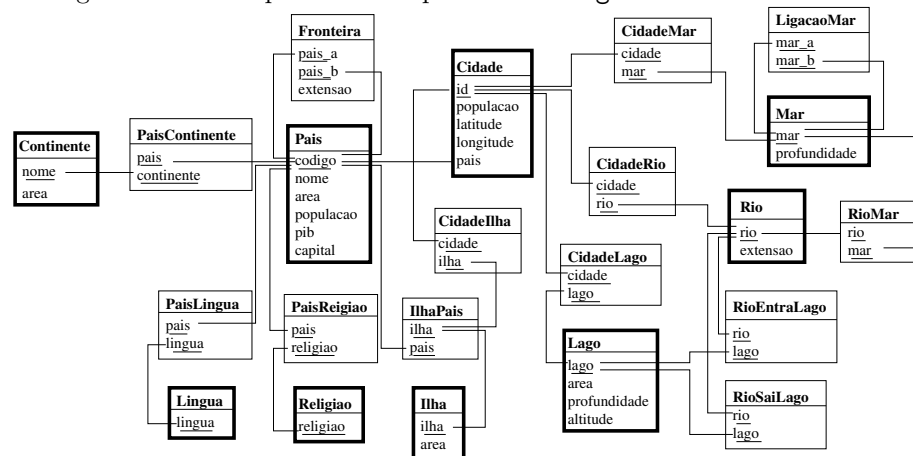 Fronteira
pais_a
pais_b
extensao
Cidade
id
populacao
latitude
longitude
pais
CidadeMar
cidade
mar
LigacaoMar
mar_a
mar_b
Continente
nome
area
PaisContinente
pais
continente
Pais
codigo
nome
area
populacao
pib
capital
Mar
mar
profundidade
CidadeRio
cidade
rio
Rio
rio
extensao
RioMar
rio
mar
CidadeIlha
cidade
ilha
CidadeLago
cidade
lago
PaisLingua
pais
lingua
PaisReigiao
pais
religiao
IlhaPais
ilha
pais
Lago
lago
area
profundidade
altitude
RioEntraLago
rio
lago
Lingua
lingua
Religiao
religiao
Ilha
ilha
area
RioSaiLago
rio
lago